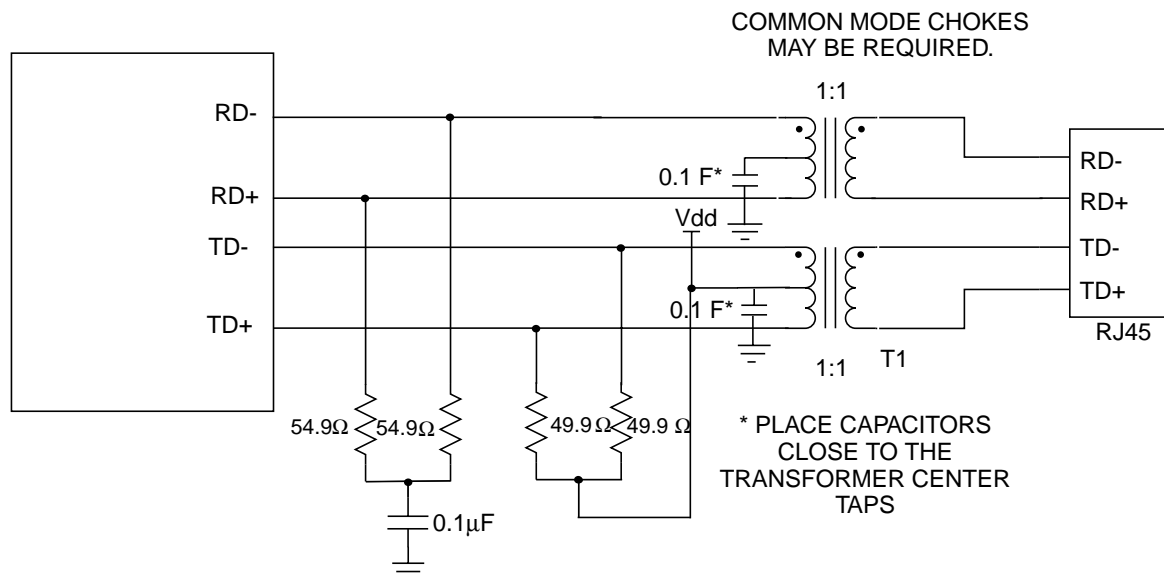 COMMON MODE CHOKES
MAY BE REQUIRED.
1:1
RD-
RD-
0.1 F*
RD+
RD+
Vdd
TD-
TD-
0.1 F*
TD+
TD+
RJ45
1:1
T1
54.9Ω
54.9Ω
49.9Ω
49.9 Ω
* PLACE CAPACITORS
CLOSE TO THE
TRANSFORMER CENTER
TAPS
0.1µF